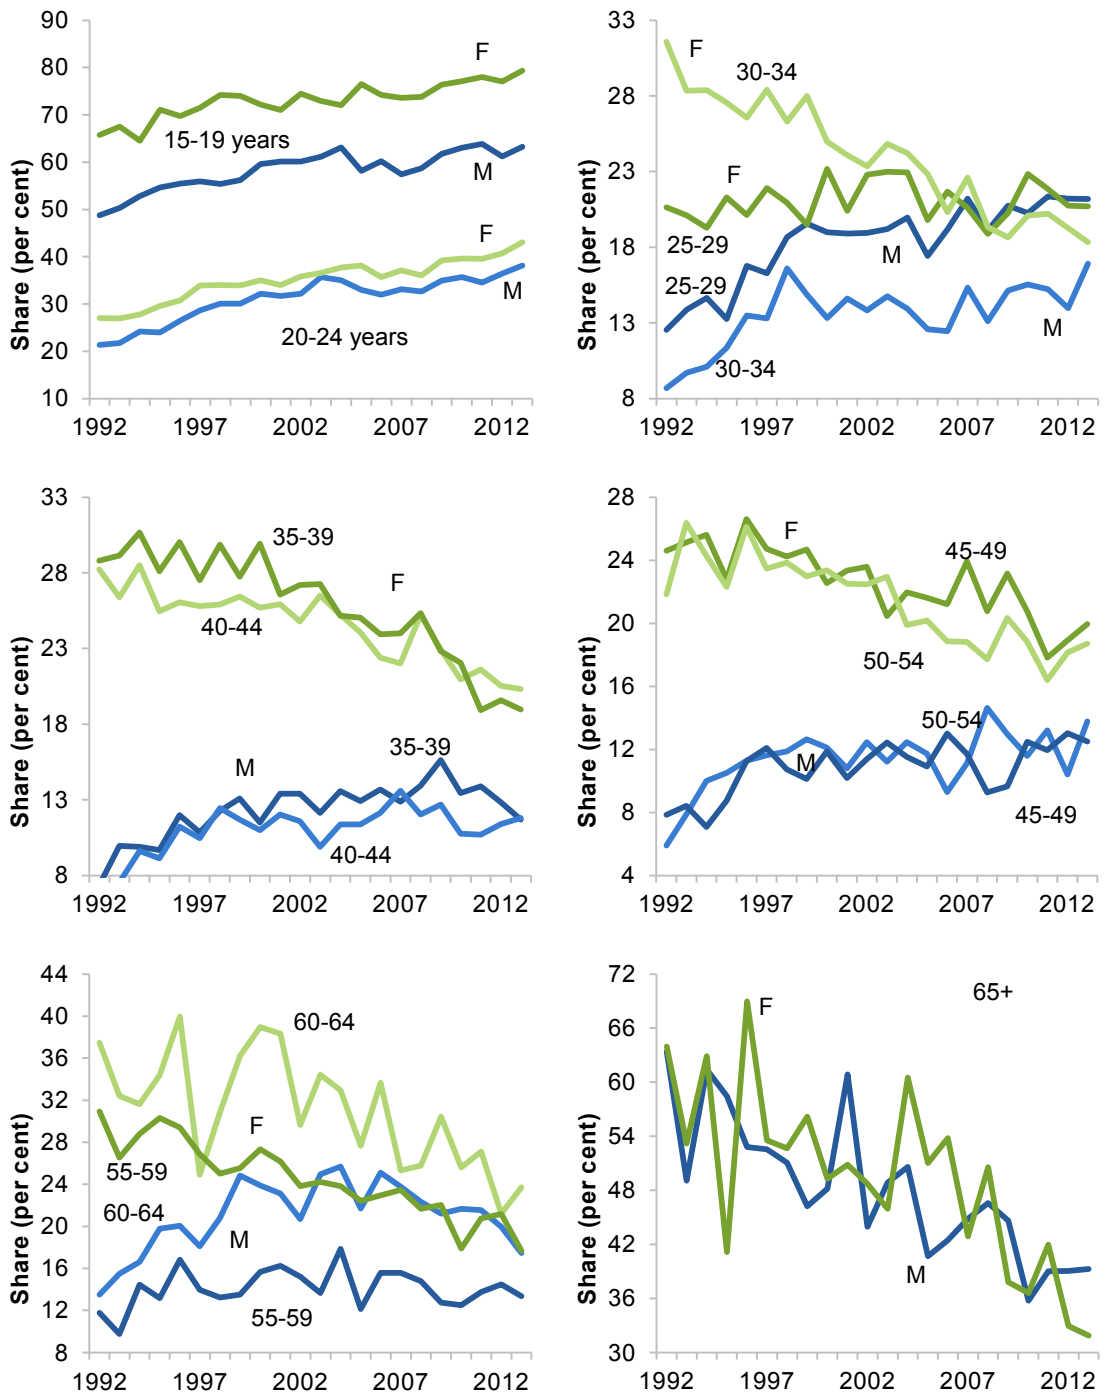 90
80
70
60
50
40
30
20
10
Share (per cent)
F
15-19 years
M
F
M
20-24 years
1992 1997 2002 2007 2012
33
28
23
18
13
8
Share (per cent)
F
30-34
F
25-29
M
25-29
M
30-34
1992 1997 2002 2007 2012
33
28
23
18
13
8
Share (per cent)
35-39
F
40-44
35-39
M
40-44
1992 1997 2002 2007 2012
28
24
20
16
12
8
4
Share (per cent)
F
45-49
50-54
50-54
M
45-49
1992 1997 2002 2007 2012
44
40
36
32
28
24
20
16
12
8
Share (per cent)
60-64
F
55-59
60-64
M
55-59
1992 1997 2002 2007 2012
72
66
60
54
48
42
36
30
Share (per cent)
65+
F
M
1992 1997 2002 2007 2012